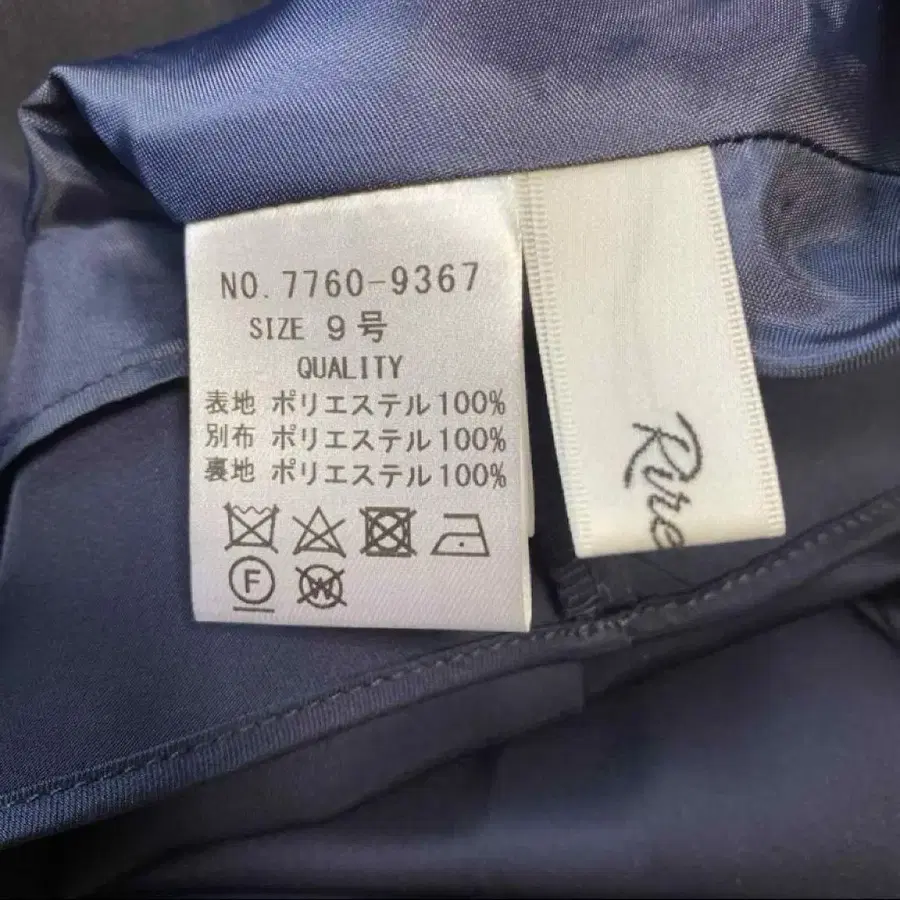 NO. 7760-9367
SIZE 9号
QUALITY
表地 ポリエステル100%
別布 ポリエステル100%
裏地 ポリエステル100%
F W
Rire